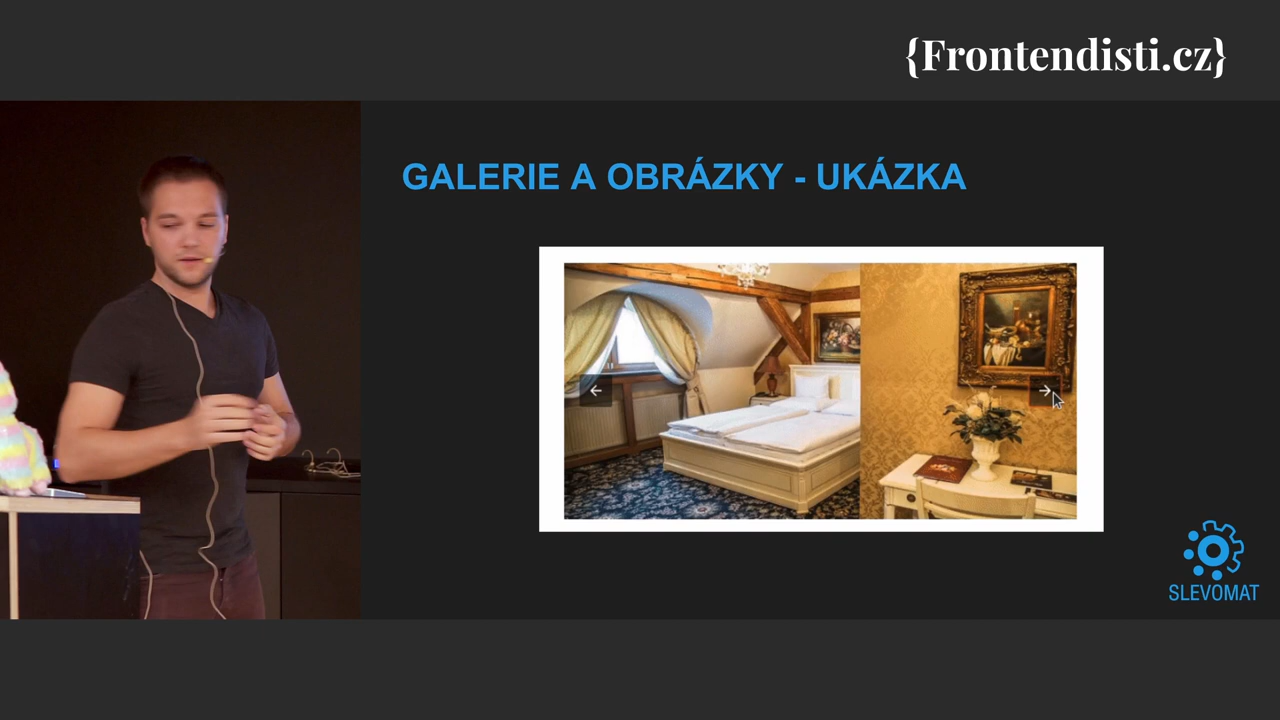 {Frontendisti.cz}
GALERIE A OBRÁZKY - UKÁZKA
SLEVOMAT